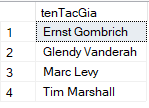 tenTacGia
1 Ernst Gombrich
2 Glendy Vanderah
3 Marc Levy
4 Tim Marshall